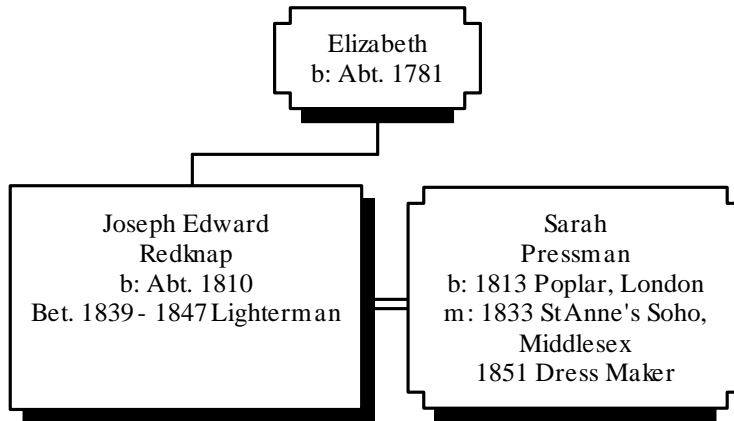 Elizabeth
b: Abt. 1781
Joseph Edward
Redknap
b: Abt. 1810
Bet. 1839 - 1847 Lighterman
Sarah
Pressman
b: 1813 Poplar, London
m: 1833 St Anne's Soho,
Middlesex
1851 Dress Maker